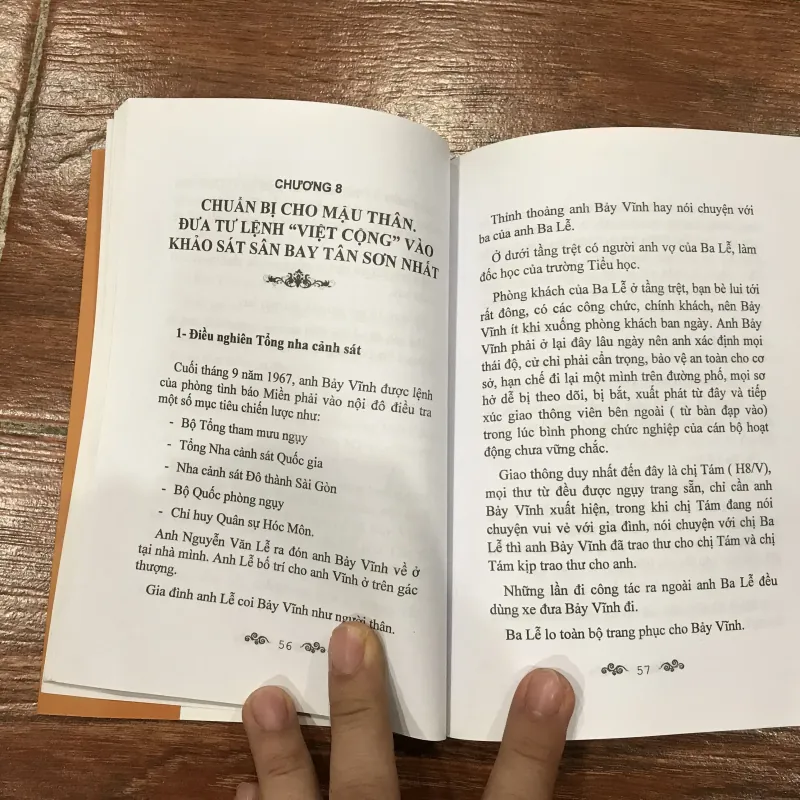 CHƯƠNG 8
CHUẨN BỊ CHO MẬU THÂN.
ĐƯA TƯ LỆNH “VIỆT CỘNG” VÀO
KHẢO SÁT SÂN BAY TÂN SƠN NHẤT
1- Điều nghiên Tổng nha cảnh sát
Cuối tháng 9 năm 1967, anh Bảy Vĩnh được lệnh
của phòng tình báo Miền phải vào nội đô điều tra
một số mục tiêu chiến lược như:
- Bộ Tổng tham mưu ngụy
- Tổng Nha cảnh sát Quốc gia
- Nha cảnh sát Đô thành Sài Gòn
- Bộ Quốc phòng ngụy
- Chỉ huy Quân sự Hóc Môn.
Anh Nguyễn Văn Lễ ra đón anh Bảy Vĩnh về ở
tại nhà mình. Anh Lễ bố trí cho anh Vĩnh ở trên gác
thượng.
Gia đình anh Lễ coi Bảy Vĩnh như người thân.
56
Thỉnh thoảng anh Bảy Vĩnh hay nói chuyện với
ba của anh Ba Lễ.
Ở dưới tầng trệt có người anh vợ của Ba Lễ, làm
đốc học của trường Tiểu học.
Phòng khách của Ba Lễ ở tầng trệt, bạn bè lui tới
rất đông, có các công chức, chính khách, nên Bảy
Vĩnh ít khi xuống phòng khách ban ngày. Anh Bảy
Vĩnh phải ở lại đây lâu ngày nên anh xác định mọi
thái độ, cử chỉ phải cẩn trọng, bảo vệ an toàn cho cơ
sở, hạn chế đi lại một mình trên đường phố, mọi sơ
hở dễ bị theo dõi, bị bắt, xuất phát từ đây và tiếp
xúc giao thông viên bên ngoài ( từ bàn đạp vào)
trong lúc bình phong chức nghiệp của cán bộ hoạt
động chưa vững chắc.
Giao thông duy nhất đến đây là chị Tám ( H8/V),
mọi thư từ đều được ngụy trang sẵn, chỉ cần anh
Bảy Vĩnh xuất hiện, trong khi chị Tám đang nói
chuyện vui vẻ với gia đình, nói chuyện với chị Ba
Lễ thì anh Bảy Vĩnh đã trao thư cho chị Tám và chị
Tám kịp trao thư cho anh.
Những lần đi công tác ra ngoài anh Ba Lễ đều
dùng xe đưa Bảy Vĩnh đi.
Ba Lễ lo toàn bộ trang phục cho Bảy Vĩnh.
57